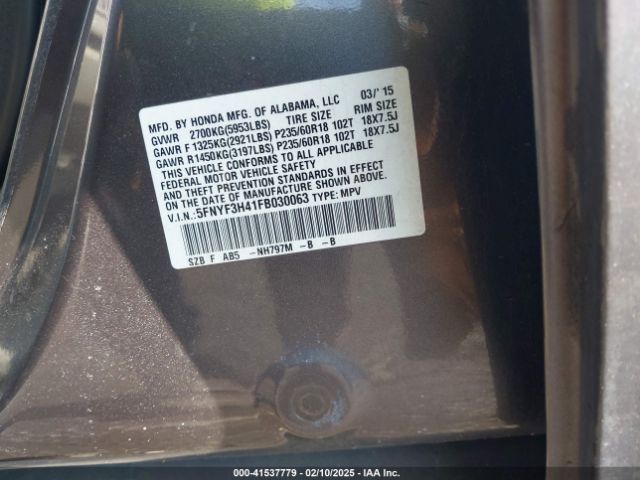 MFD. BY HONDA MFG. OF ALABAMA, LLC 03/'15
GVWR 2700KG(5953LBS) TIRE SIZE RIM SIZE
GAWR F 1325KG(2921LBS) P235/60R18 102T 18X7.5J
GAWR R1450KG(3197LBS) P235/60R18 102T 18X7.5J
THIS VEHICLE CONFORMS TO ALL APPLICABLE
FEDERAL MOTOR VEHICLE SAFETY
AND THEFT PREVENTION STANDARDS IN EFFECT
ON THE DATE OF MANUFACTURE SHOWN ABOVE.
V.I.N.:5FNYF3H41FB030063 TYPE: MPV
SZB F AB5 -NH797M -B -B
000-41537779 — 02/10/2025 — IAA Inc.